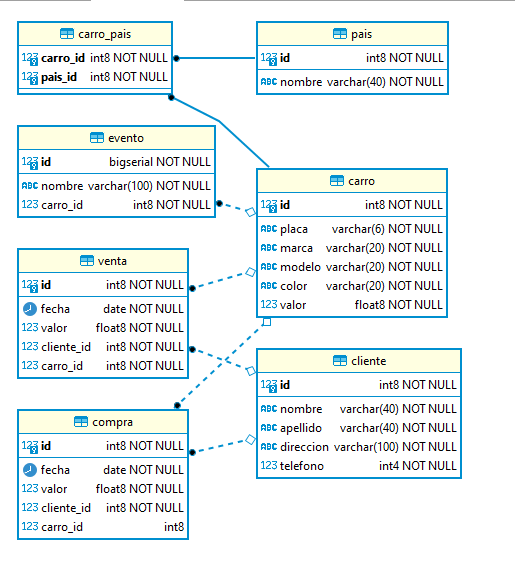 carro_pais
123 carro_id int8 NOT NULL
123 pais_id int8 NOT NULL
pais
123 id int8 NOT NULL
ABC nombre varchar(40) NOT NULL
evento
123 id bigserial NOT NULL
ABC nombre varchar(100) NOT NULL
123 carro_id int8 NOT NULL
carro
123 id int8 NOT NULL
ABC placa varchar(6) NOT NULL
ABC marca varchar(20) NOT NULL
ABC modelo varchar(20) NOT NULL
ABC color varchar(20) NOT NULL
123 valor float8 NOT NULL
venta
123 id int8 NOT NULL
fecha date NOT NULL
123 valor float8 NOT NULL
123 cliente_id int8 NOT NULL
123 carro_id int8 NOT NULL
cliente
123 id int8 NOT NULL
ABC nombre varchar(40) NOT NULL
ABC apellido varchar(40) NOT NULL
ABC direccion varchar(100) NOT NULL
123 telefono int4 NOT NULL
compra
123 id int8 NOT NULL
fecha date NOT NULL
123 valor float8 NOT NULL
123 cliente_id int8 NOT NULL
123 carro_id int8